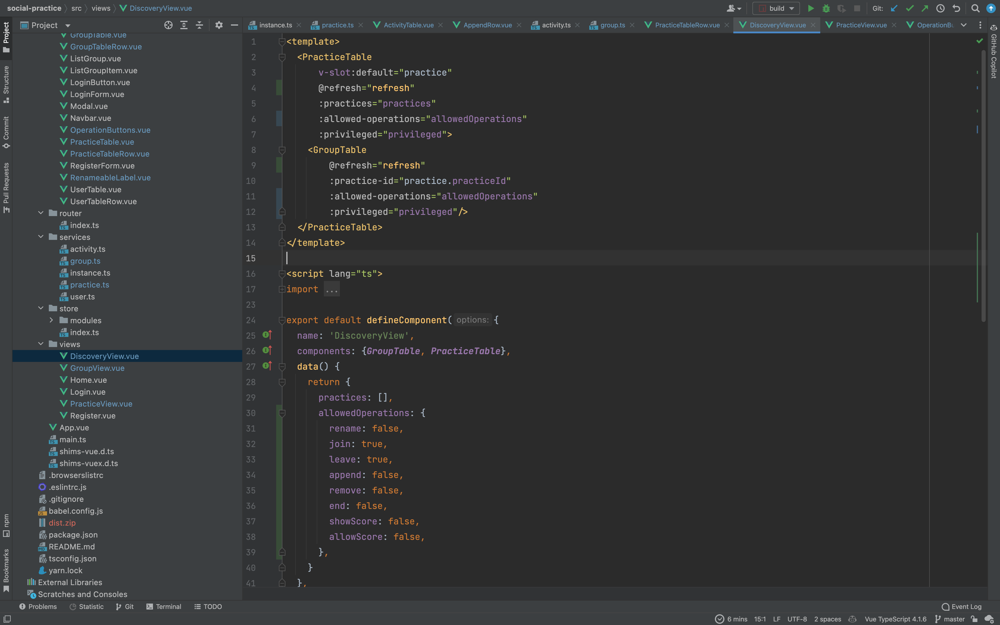 social-practice
src
views
DiscoveryView.vue
build
Git:
Project
Project
instance.ts
practice.ts
ActivityTable.vue
AppendRow.vue
activity.ts
group.ts
PracticeTableRow.vue
DiscoveryView.vue
PracticeView.vue
OperationBu
Structure
Commit
Pull Requests
npm
Bookmarks
GroupTable.vue
GroupTableRow.vue
ListGroup.vue
ListGroupItem.vue
LoginButton.vue
LoginForm.vue
Modal.vue
Navbar.vue
OperationButtons.vue
PracticeTable.vue
PracticeTableRow.vue
RegisterForm.vue
RenameableLabel.vue
UserTable.vue
UserTableRow.vue
router
index.ts
services
activity.ts
group.ts
instance.ts
practice.ts
user.ts
store
modules
index.ts
views
DiscoveryView.vue
GroupView.vue
Home.vue
Login.vue
PracticeView.vue
Register.vue
App.vue
main.ts
shims-vue.d.ts
shims-vuex.d.ts
.browserslistrc
.eslintrc.js
.gitignore
babel.config.js
dist.zip
package.json
README.md
tsconfig.json
yarn.lock
External Libraries
Scratches and Consoles
1 <template>
2 <PracticeTable
3 v-slot:default="practice"
4 @refresh="refresh"
5 :practices="practices"
6 :allowed-operations="allowedOperations"
7 :privileged="privileged">
8 <GroupTable
9 @refresh="refresh"
10 :practice-id="practice.practiceId"
11 :allowed-operations="allowedOperations"
12 :privileged="privileged"/>
13 </PracticeTable>
14 </template>
15
16 <script lang="ts">
17 import ...
23
24 export default defineComponent( options: {
25 name: 'DiscoveryView',
26 components: {GroupTable, PracticeTable},
27 data() {
28 return {
29 practices: [],
30 allowedOperations: {
31 rename: false,
32 join: true,
33 leave: true,
34 append: false,
35 remove: false,
36 end: false,
37 showScore: false,
38 allowScore: false,
39 },
40 }
41 },
GitHub Copilot
Problems
Statistic
Git
Terminal
TODO
Event Log
6 mins
15:1
LF
UTF-8
2 spaces
Vue TypeScript 4.1.6
master